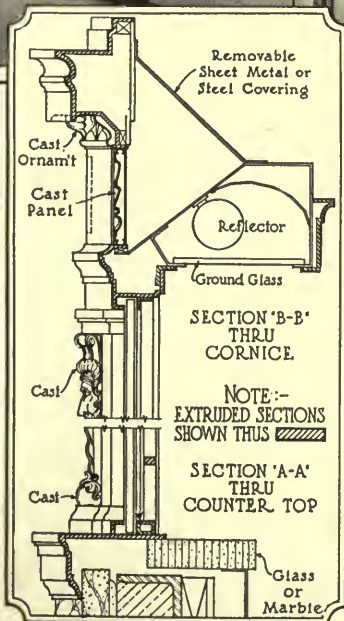 Removable
Sheet Metal or
Steel Covering
Cast
Ornam't
Cast
Panel
Reflector
Ground Glass
SECTION 'B-B'
THRU
CORNICE
Cast
NOTE:-
EXTRUDED SECTIONS
SHOWN THUS
SECTION 'A-A'
THRU
COUNTER TOP
Cast
Glass
or
Marble